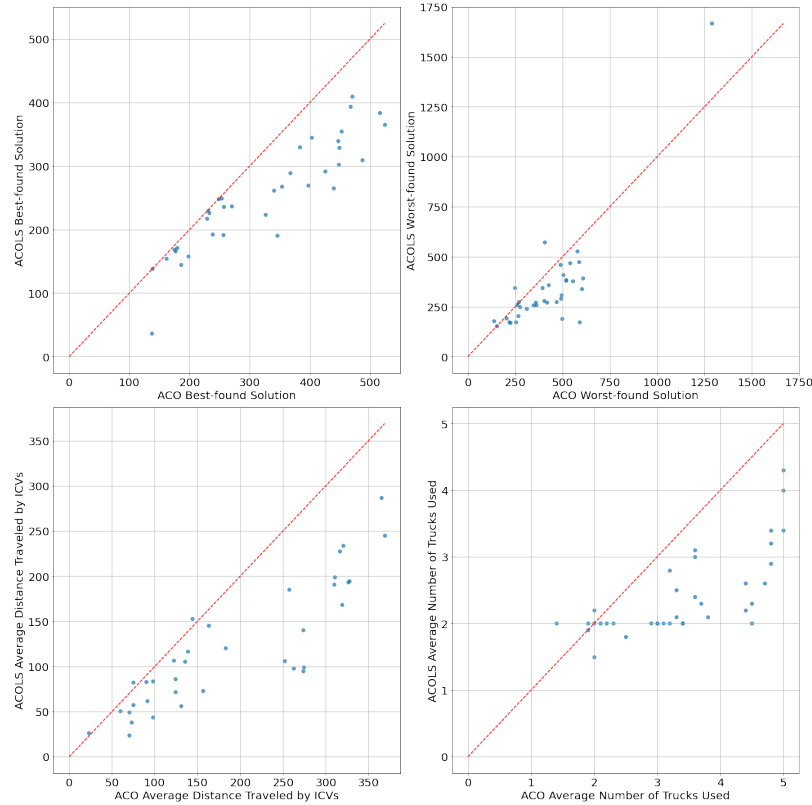 500
400
300
200
100
0
ACOLS Best-found Solution
0 100 200 300 400 500
ACO Best-found Solution
1750
1500
1250
1000
750
500
250
0
ACOLS Worst-found Solution
0 250 500 750 1000 1250 1500 1750
ACO Worst-found Solution
350
300
250
200
150
100
50
0
ACOLS Average Distance Traveled by ICVs
0 50 100 150 200 250 300 350
ACO Average Distance Traveled by ICVs
5
4
3
2
1
0
ACOLS Average Number of Trucks Used
0 1 2 3 4 5
ACO Average Number of Trucks Used